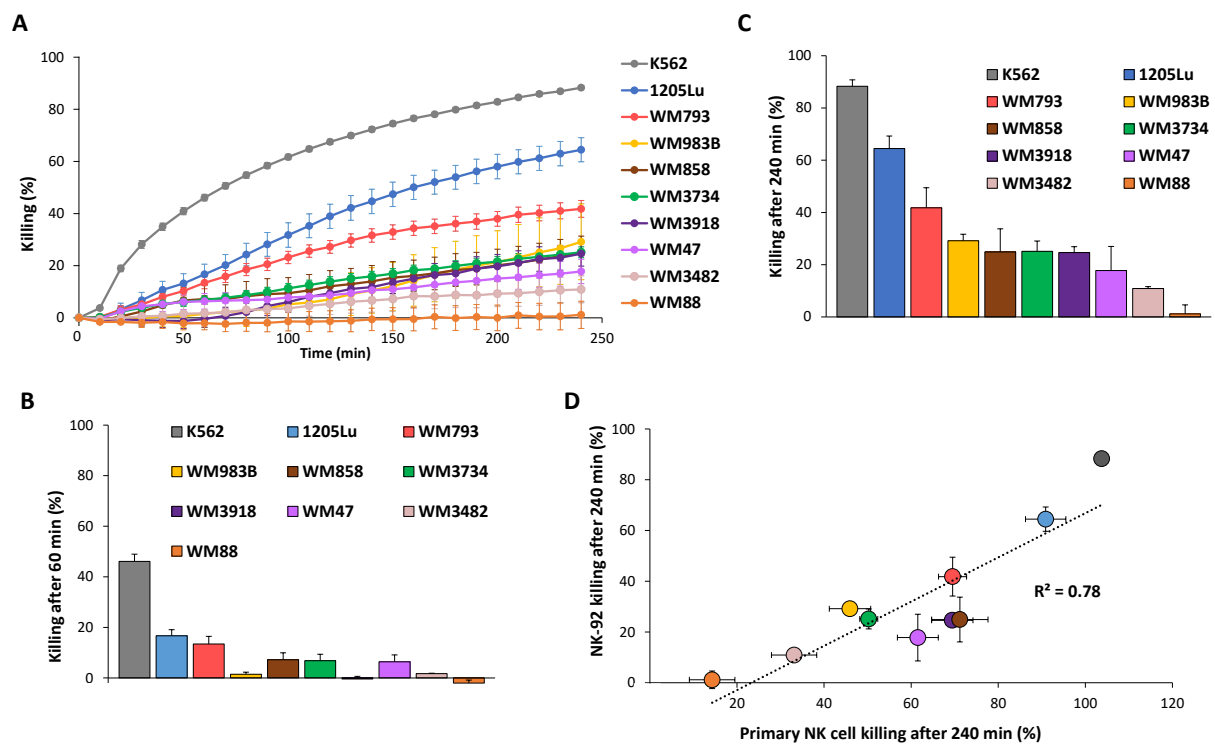 A
100
80
60
40
20
0
Killing (%)
0 50 100 150 200 250
Time (min)
K562
1205Lu
WM793
WM983B
WM858
WM3734
WM3918
WM47
WM3482
WM88
C
100
80
60
40
20
0
Killing after 240 min (%)
K562 1205Lu
WM793 WM983B
WM858 WM3734
WM3918 WM47
WM3482 WM88
B
100
80
60
40
20
0
Killing after 60 min (%)
K562 1205Lu WM793
WM983B WM858 WM3734
WM3918 WM47 WM3482
WM88
D
100
80
60
40
20
0
NK-92 killing after 240 min (%)
R² = 0.78
20 40 60 80 100 120
Primary NK cell killing after 240 min (%)